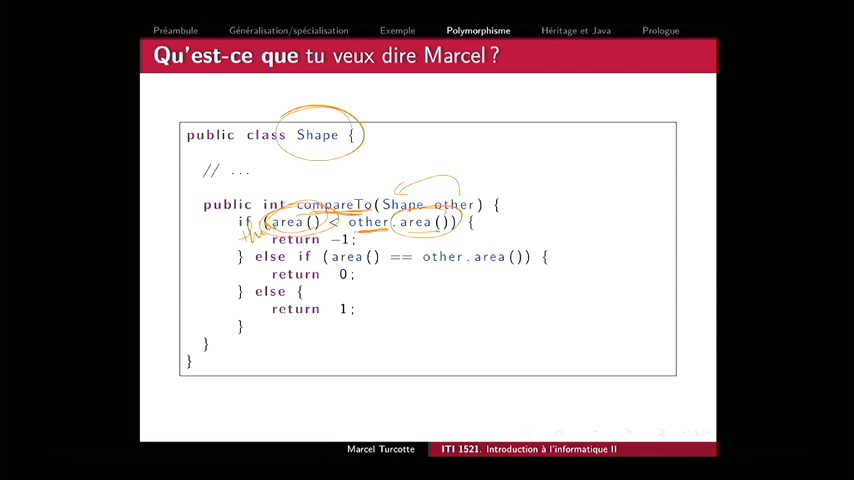 Préambule Généralisation/spécialisation Exemple Polymorphisme Héritage et Java Prologue
Qu'est-ce que tu veux dire Marcel ?
public class Shape {
// ...
public int compareTo(Shape other) {
if (area() < other.area()) {
return −1;
} else if (area() == other.area()) {
return 0;
} else {
return 1;
}
}
}
Marcel Turcotte ITI 1521. Introduction à l'informatique II